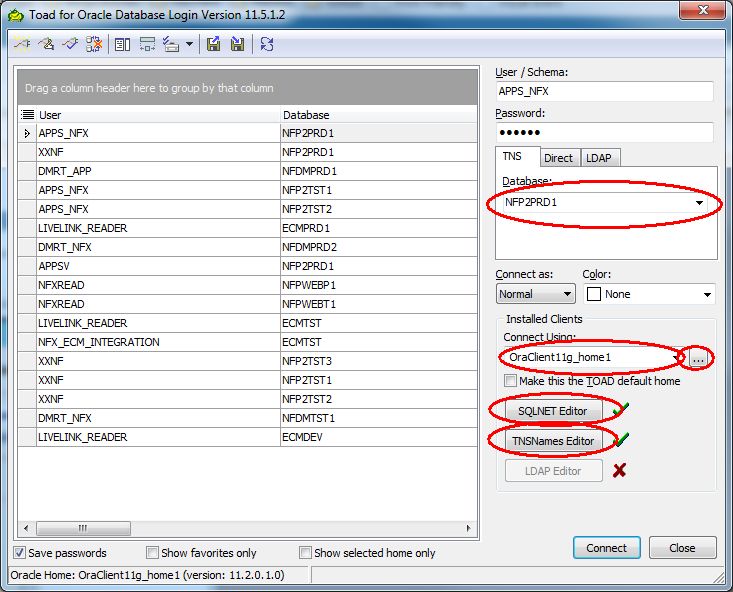 Toad for Oracle Database Login Version 11.5.1.2
Drag a column header here to group by that column
User Database
APPS_NFX NFP2PRD1
XXNF NFP2PRD1
DMRT_APP NFDMPRD1
APPS_NFX NFP2TST1
APPS_NFX NFP2TST2
LIVELINK_READER ECMPRD1
DMRT_NFX NFDMPRD2
APPSV NFP2PRD1
NFXREAD NFPWEBP1
NFXREAD NFPWEBT1
LIVELINK_READER ECMTST
NFX_ECM_INTEGRATION ECMTST
XXNF NFP2TST3
XXNF NFP2TST1
XXNF NFP2TST2
DMRT_NFX NFDMTST1
LIVELINK_READER ECMDEV
Save passwords Show favorites only Show selected home only
Oracle Home: OraClient11g_home1 (version: 11.2.0.1.0)
User / Schema:
APPS_NFX
Password:
TNS Direct LDAP
Database:
NFP2PRD1
Connect as: Color:
Normal None
Installed Clients
Connect Using:
OraClient11g_home1 ...
Make this the TOAD default home
SQLNET Editor
TNSNames Editor
LDAP Editor
Connect Close